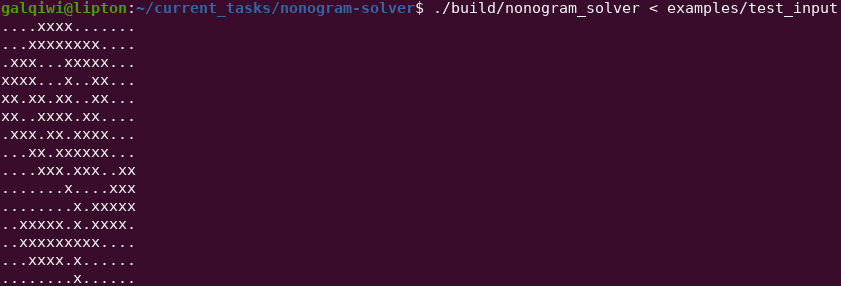 galqiwi@lipton:~/current_tasks/nonogram-solver$ ./build/nonogram_solver < examples/test_input
....xxxx.......
...xxxxxxxx....
.xxx...xxxxx...
xxxx...x..xx...
xx.xx.xx..xx...
xx..xxxx.xx....
.xxx.xx.xxxx...
...xx.xxxxxx...
....xxx.xxx..xx
.......x....xxx
........x.xxxxx
..xxxxx.x.xxxx.
..xxxxxxxxx....
...xxxx.x......
........x......